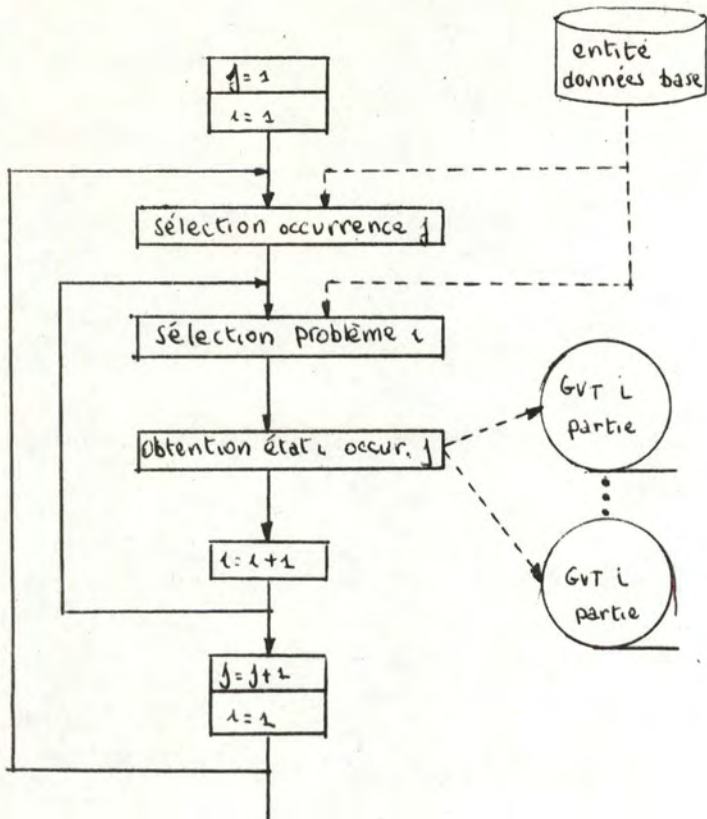 entité
données base
j = 1
i = 1
sélection occurrence j
sélection problème i
obtention état i occur. j
GVT i
partie
i = i + 1
GVT i
partie
j = j + 1
i = 1